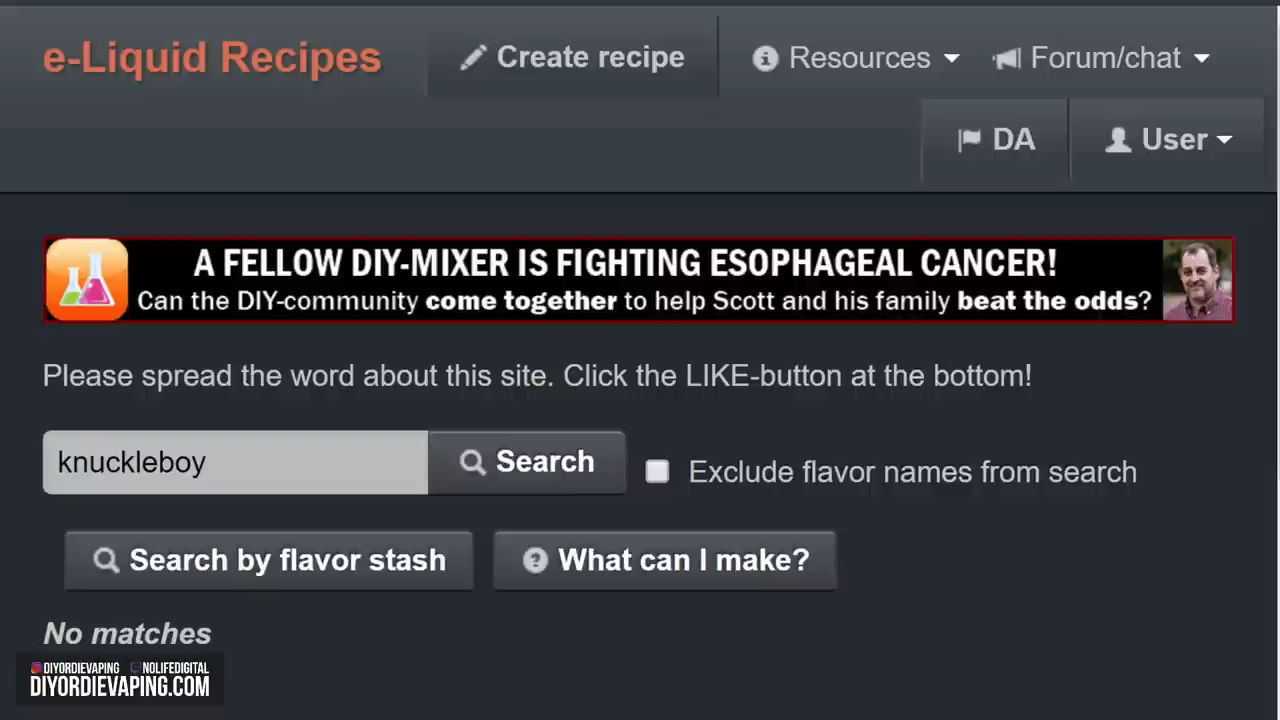 e-Liquid Recipes
Create recipe
Resources
Forum/chat
DA
User
A FELLOW DIY-MIXER IS FIGHTING ESOPHAGEAL CANCER!
Can the DIY-community come together to help Scott and his family beat the odds?
Please spread the word about this site. Click the LIKE-button at the bottom!
knuckleboy
Search
Exclude flavor names from search
Search by flavor stash
What can I make?
No matches
DIYORDIEVAPING NOLIFEDIGITAL
DIYORDIEVAPING.COM